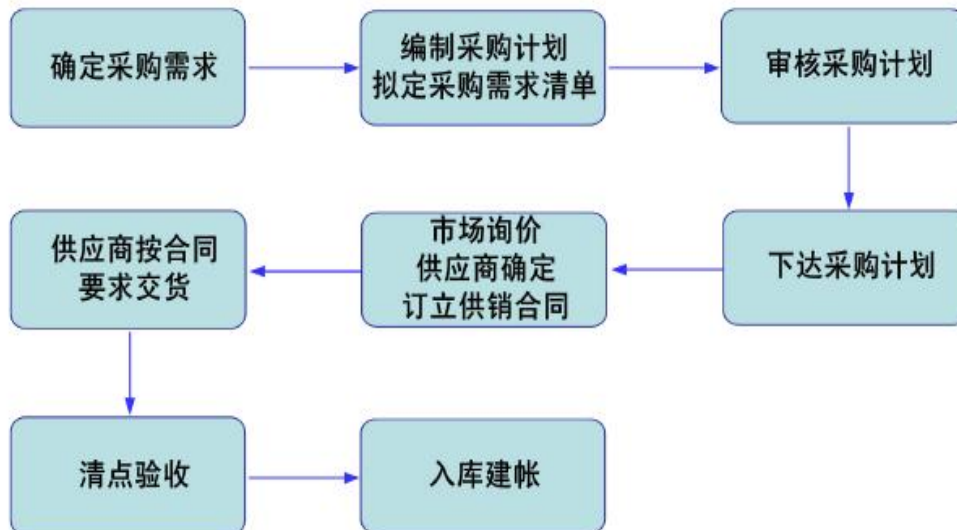 确定采购需求
编制采购计划
拟定采购需求清单
审核采购计划
下达采购计划
市场询价
供应商确定
订立供销合同
供应商按合同
要求交货
清点验收
入库建帐